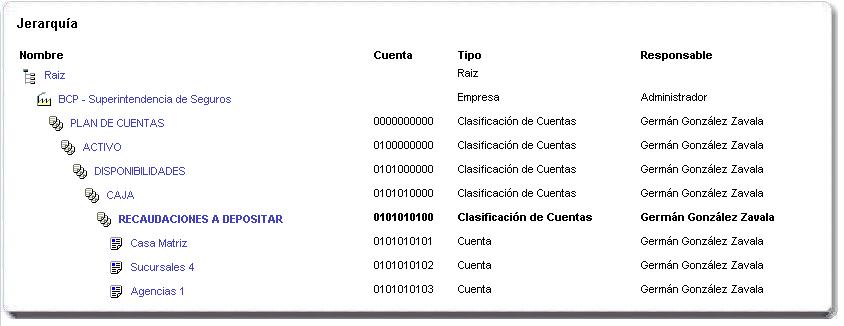 Jerarquía
Nombre Cuenta Tipo Responsable
Raiz Raiz
BCP - Superintendencia de Seguros Empresa Administrador
PLAN DE CUENTAS 0000000000 Clasificación de Cuentas Germán González Zavala
ACTIVO 0100000000 Clasificación de Cuentas Germán González Zavala
DISPONIBILIDADES 0101000000 Clasificación de Cuentas Germán González Zavala
CAJA 0101010000 Clasificación de Cuentas Germán González Zavala
RECAUDACIONES A DEPOSITAR 0101010100 Clasificación de Cuentas Germán González Zavala
Casa Matriz 0101010101 Cuenta Germán González Zavala
Sucursales 4 0101010102 Cuenta Germán González Zavala
Agencias 1 0101010103 Cuenta Germán González Zavala